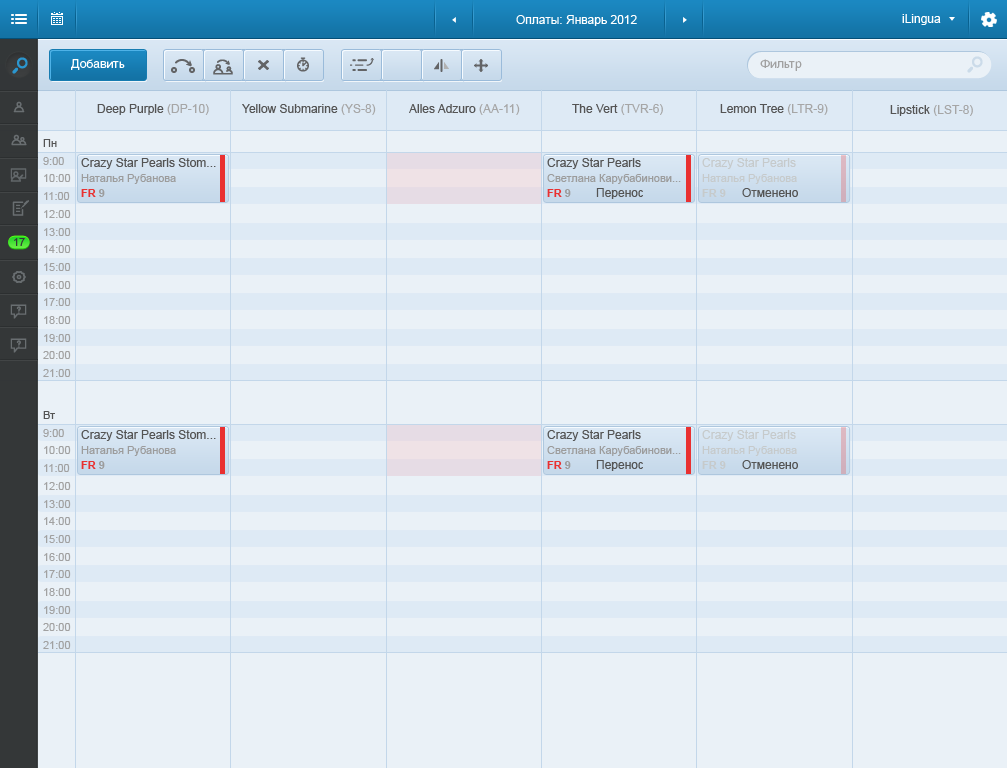 Оплаты: Январь 2012
iLingua
Добавить
Фильтр
Deep Purple (DP-10)
Yellow Submarine (YS-8)
Alles Adzuro (AA-11)
The Vert (TVR-6)
Lemon Tree (LTR-9)
Lipstick (LST-8)
17
Пн
9:00
10:00
11:00
12:00
13:00
14:00
15:00
16:00
17:00
18:00
19:00
20:00
21:00
Crazy Star Pearls Stom...
Наталья Рубанова
FR 9
Crazy Star Pearls
Светлана Карубабинови...
FR 9 Перенос
Crazy Star Pearls
Наталья Рубанова
FR 9 Отменено
Вт
9:00
10:00
11:00
12:00
13:00
14:00
15:00
16:00
17:00
18:00
19:00
20:00
21:00
Crazy Star Pearls Stom...
Наталья Рубанова
FR 9
Crazy Star Pearls
Светлана Карубабинови...
FR 9 Перенос
Crazy Star Pearls
Наталья Рубанова
FR 9 Отменено